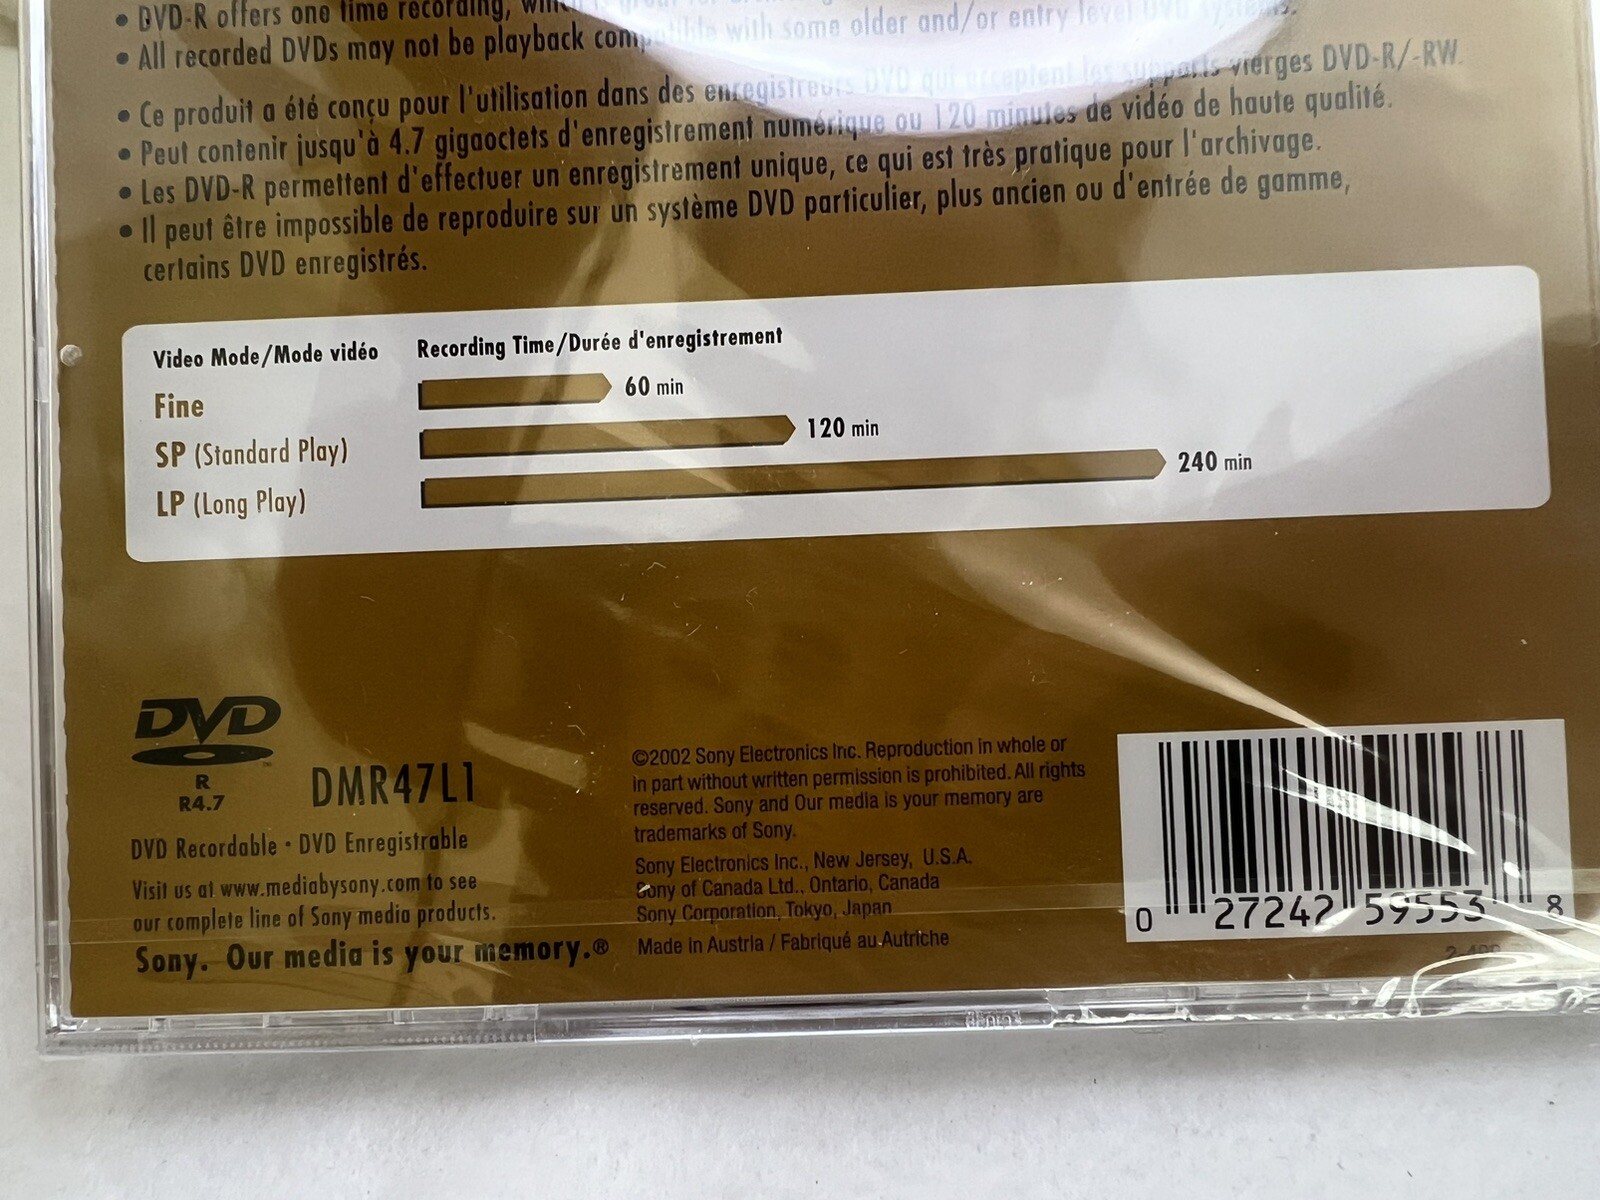 • DVD-R offers one time recording,
• All recorded DVDs may not be playback compatible with some older and/or entry level DVD systems.
• Ce produit a été conçu pour l'utilisation dans des enregistreurs DVD qui acceptent les supports vierges DVD-R/-RW.
• Peut contenir jusqu'à 4.7 gigaoctets d'enregistrement numérique ou 120 minutes de vidéo de haute qualité.
• Les DVD-R permettent d'effectuer un enregistrement unique, ce qui est très pratique pour l'archivage.
• Il peut être impossible de reproduire sur un système DVD particulier, plus ancien ou d'entrée de gamme,
certains DVD enregistrés.
Video Mode/Mode vidéo Recording Time/Durée d'enregistrement
Fine 60 min
SP (Standard Play) 120 min
LP (Long Play) 240 min
DVD
R
R4.7
DMR47L1
DVD Recordable • DVD Enregistrable
Visit us at www.mediabysony.com to see
our complete line of Sony media products.
Sony. Our media is your memory.®
©2002 Sony Electronics Inc. Reproduction in whole or
in part without written permission is prohibited. All rights
reserved. Sony and Our media is your memory are
trademarks of Sony.
Sony Electronics Inc., New Jersey, U.S.A.
Sony of Canada Ltd., Ontario, Canada
Sony Corporation, Tokyo, Japan
Made in Austria / Fabriqué au Autriche
0 27242 59553 8